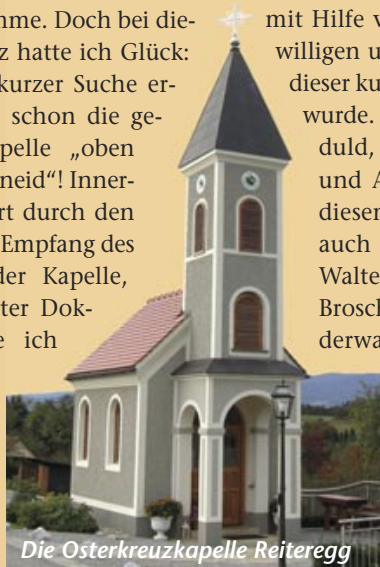 me. Doch bei die-
z hatte ich Glück:
kurzer Suche er-
schon die ge-
pelle „oben
neid“! Inner-
rt durch den
Empfang des
der Kapelle,
ter Dok-
e ich
mit Hilfe v
willigen u
dieser ku
wurde.
duld,
und A
dieser
auch
Walte
Brosch
derwa
Die Osterkreuzkapelle Reiteregg